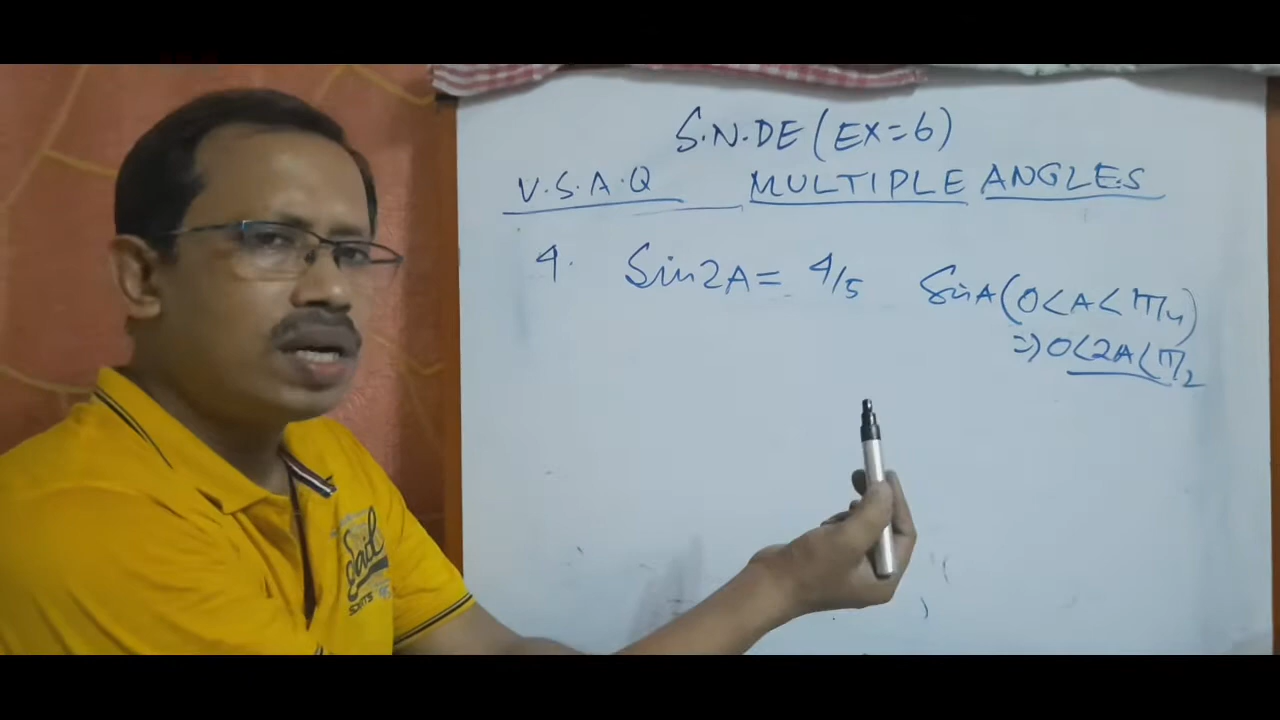 S.N.DE (EX=6)
V.S.A.Q MULTIPLE ANGLES
4. Sin2A = 4/5 SinA (0<A<π/4)
⇒ 0<2A<π/2